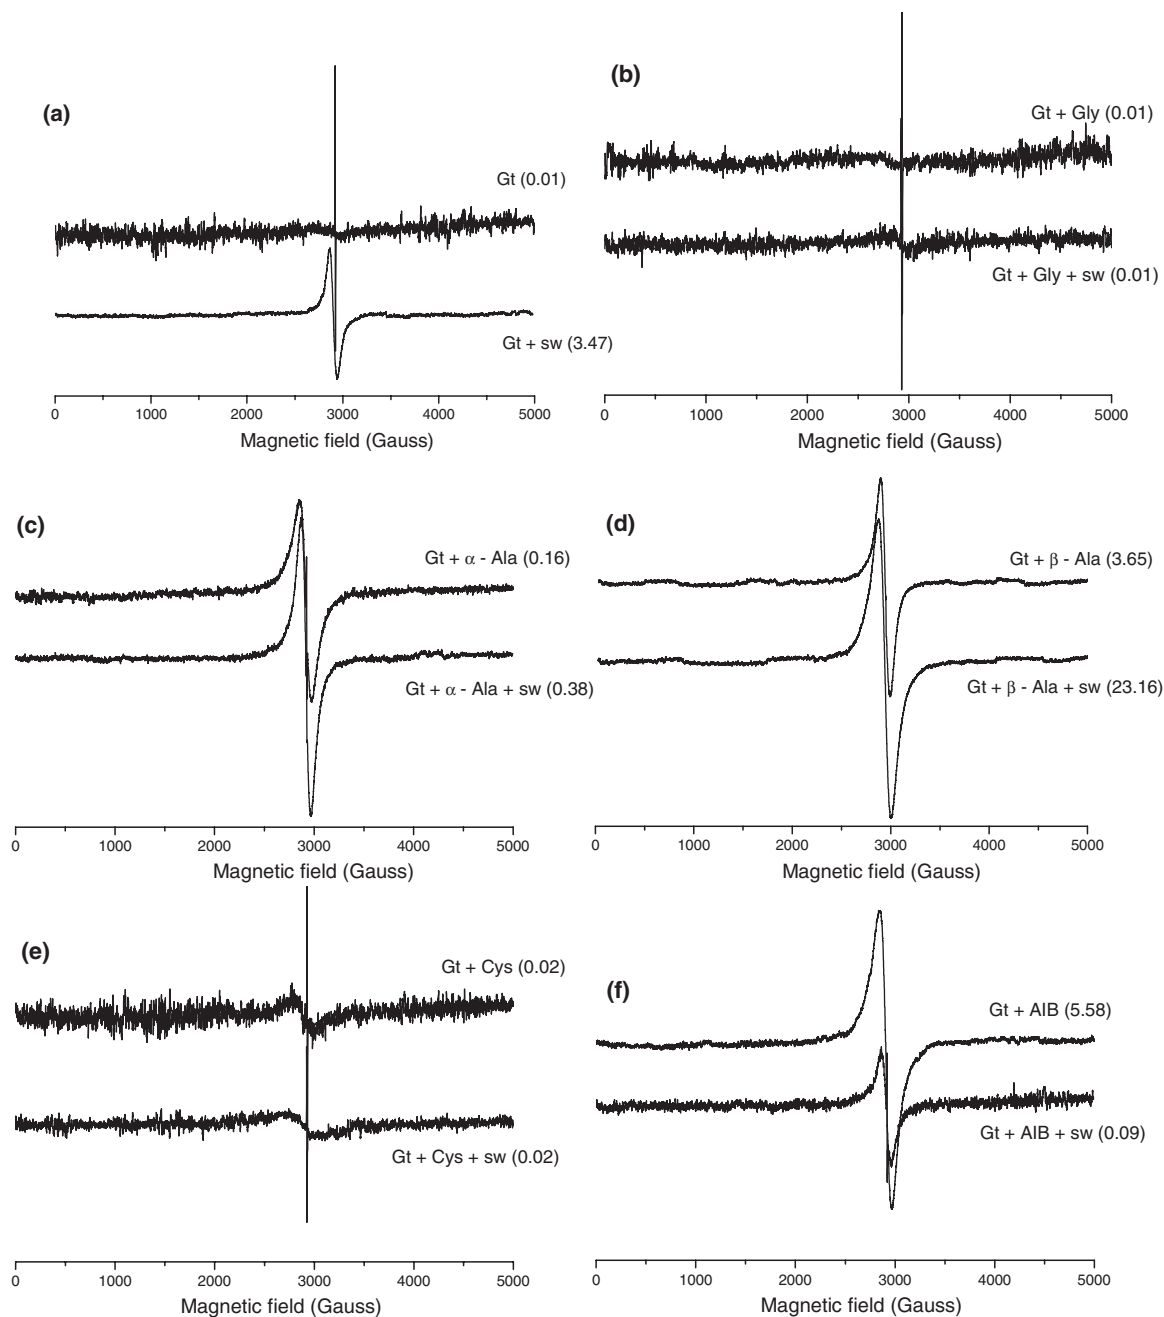 (a)
Gt (0.01)
Gt + sw (3.47)
0 1000 2000 3000 4000 5000
Magnetic field (Gauss)
(b)
Gt + Gly (0.01)
Gt + Gly + sw (0.01)
0 1000 2000 3000 4000 5000
Magnetic field (Gauss)
(c)
Gt + α - Ala (0.16)
Gt + α - Ala + sw (0.38)
0 1000 2000 3000 4000 5000
Magnetic field (Gauss)
(d)
Gt + β - Ala (3.65)
Gt + β - Ala + sw (23.16)
0 1000 2000 3000 4000 5000
Magnetic field (Gauss)
(e)
Gt + Cys (0.02)
Gt + Cys + sw (0.02)
0 1000 2000 3000 4000 5000
Magnetic field (Gauss)
(f)
Gt + AIB (5.58)
Gt + AIB + sw (0.09)
0 1000 2000 3000 4000 5000
Magnetic field (Gauss)